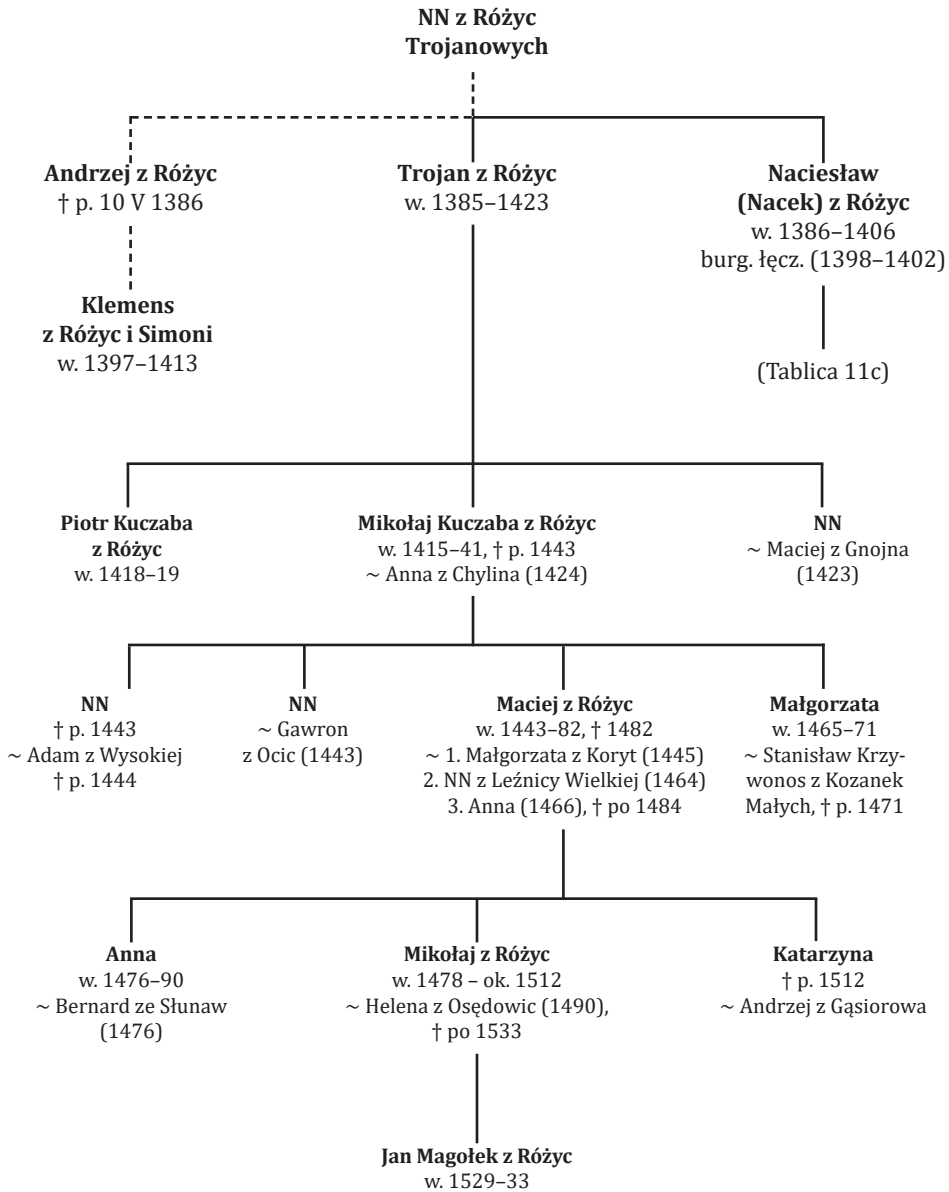 NN z Różyc
Trojanowych
Andrzej z Różyc
† p. 10 V 1386
Trojan z Różyc
w. 1385–1423
Naciesław
(Nacek) z Różyc
w. 1386–1406
burg. łęcz. (1398–1402)
Klemens
z Różyc i Simoni
w. 1397–1413
(Tablica 11c)
Piotr Kuczaba
z Różyc
w. 1418–19
Mikołaj Kuczaba z Różyc
w. 1415–41, † p. 1443
~ Anna z Chylina (1424)
NN
~ Maciej z Gnojna
(1423)
NN
† p. 1443
~ Adam z Wysokiej
† p. 1444
NN
~ Gawron
z Ocic (1443)
Maciej z Różyc
w. 1443–82, † 1482
~ 1. Małgorzata z Koryt (1445)
2. NN z Leźnicy Wielkiej (1464)
3. Anna (1466), † po 1484
Małgorzata
w. 1465–71
~ Stanisław Krzy-
wonos z Kozanek
Małych, † p. 1471
Anna
w. 1476–90
~ Bernard ze Słunaw
(1476)
Mikołaj z Różyc
w. 1478 – ok. 1512
~ Helena z Osędowic (1490),
† po 1533
Katarzyna
† p. 1512
~ Andrzej z Gąsiorowa
Jan Magołek z Różyc
w. 1529–33